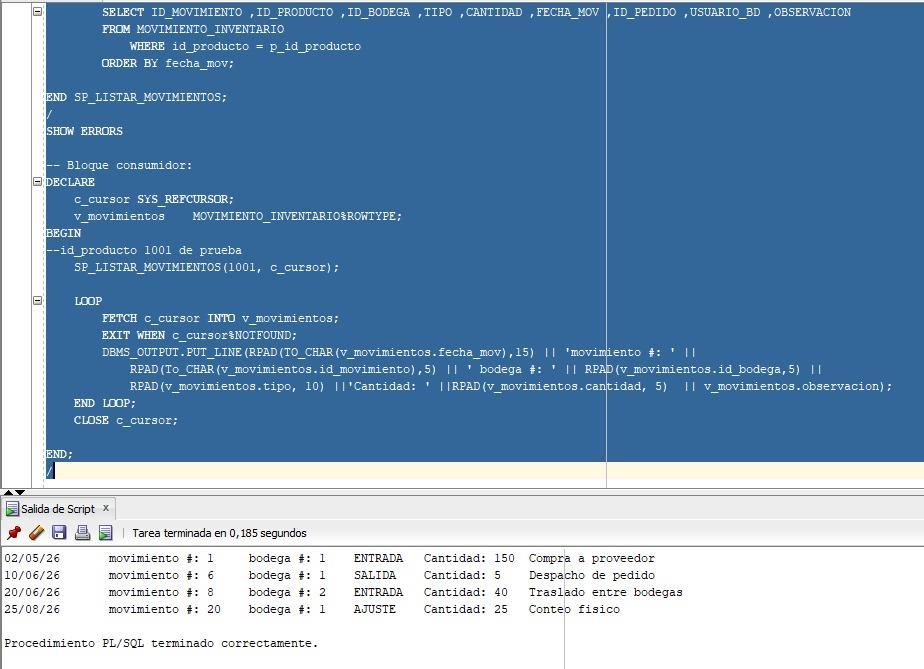 SELECT ID_MOVIMIENTO ,ID_PRODUCTO ,ID_BODEGA ,TIPO ,CANTIDAD ,FECHA_MOV ,ID_PEDIDO ,USUARIO_BD ,OBSERVACION
FROM MOVIMIENTO_INVENTARIO
WHERE id_producto = p_id_producto
ORDER BY fecha_mov;
END SP_LISTAR_MOVIMIENTOS;
/
SHOW ERRORS
-- Bloque consumidor:
DECLARE
c_cursor SYS_REFCURSOR;
v_movimientos    MOVIMIENTO_INVENTARIO%ROWTYPE;
BEGIN
--id_producto 1001 de prueba
SP_LISTAR_MOVIMIENTOS(1001, c_cursor);
LOOP
FETCH c_cursor INTO v_movimientos;
EXIT WHEN c_cursor%NOTFOUND;
DBMS_OUTPUT.PUT_LINE(RPAD(TO_CHAR(v_movimientos.fecha_mov),15) || 'movimiento #: ' ||
RPAD(To_CHAR(v_movimientos.id_movimiento),5) || ' bodega #: ' || RPAD(v_movimientos.id_bodega,5) ||
RPAD(v_movimientos.tipo, 10) ||'Cantidad: ' ||RPAD(v_movimientos.cantidad, 5)  || v_movimientos.observacion);
END LOOP;
CLOSE c_cursor;
END;
/
Salida de Script x
Tarea terminada en 0,185 segundos
02/05/26       movimiento #: 1     bodega #: 1    ENTRADA   Cantidad: 150  Compra a proveedor
10/06/26       movimiento #: 6     bodega #: 1    SALIDA    Cantidad: 5    Despacho de pedido
20/06/26       movimiento #: 8     bodega #: 2    ENTRADA   Cantidad: 40   Traslado entre bodegas
25/08/26       movimiento #: 20    bodega #: 1    AJUSTE    Cantidad: 25   Conteo fisico
Procedimiento PL/SQL terminado correctamente.